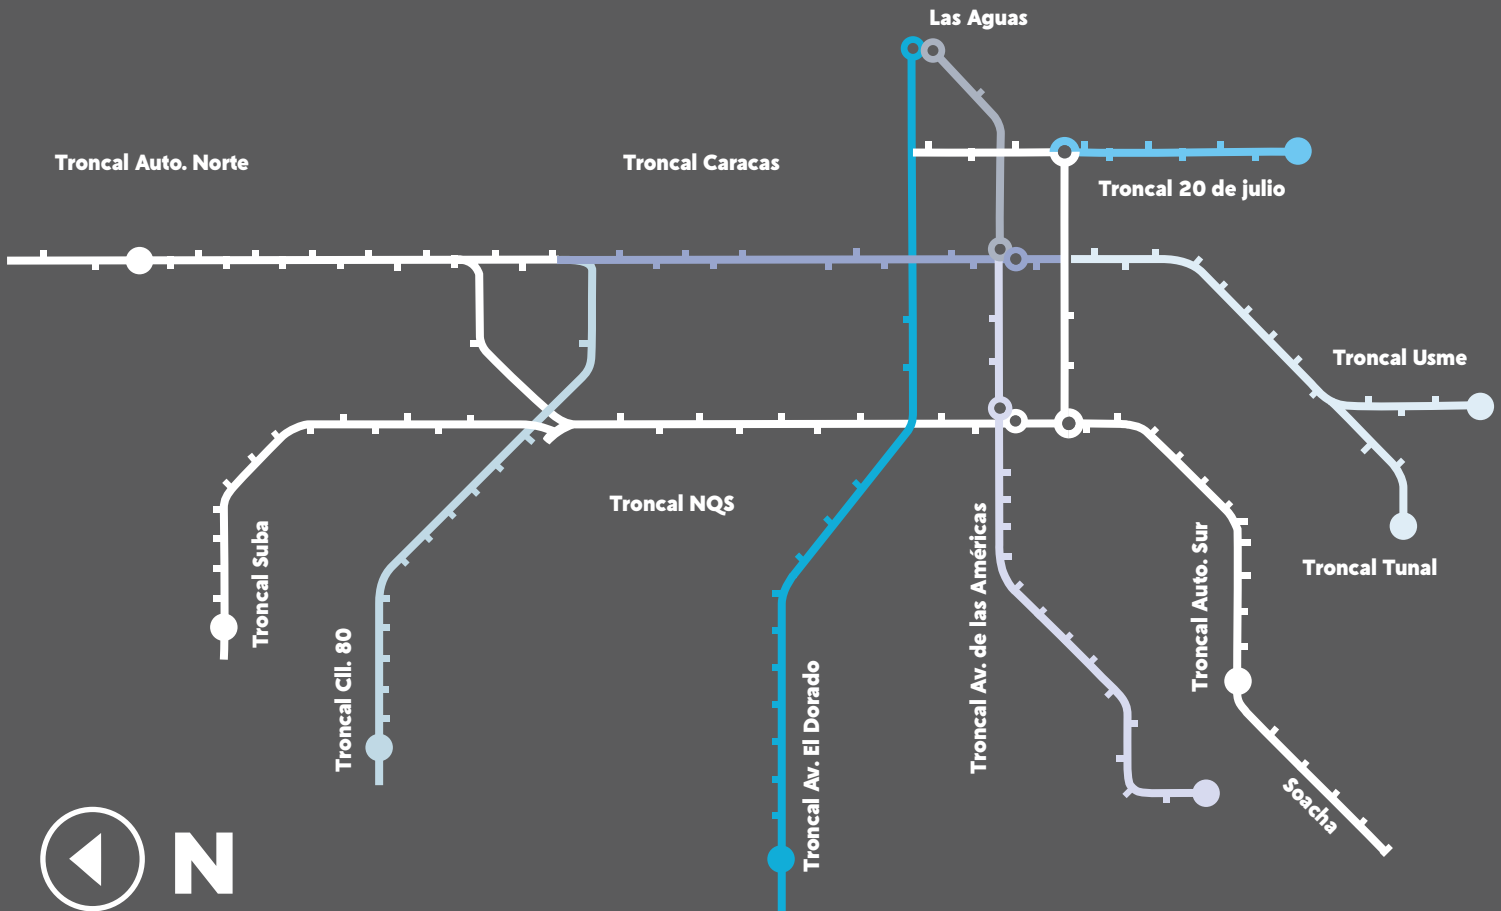 Las Aguas
Troncal Auto. Norte
Troncal Caracas
Troncal 20 de julio
Troncal Usme
Troncal NQS
Troncal Suba
Troncal Cll. 80
Troncal Av. El Dorado
Troncal Av. de las Américas
Troncal Auto. Sur
Troncal Tunal
Soacha
N